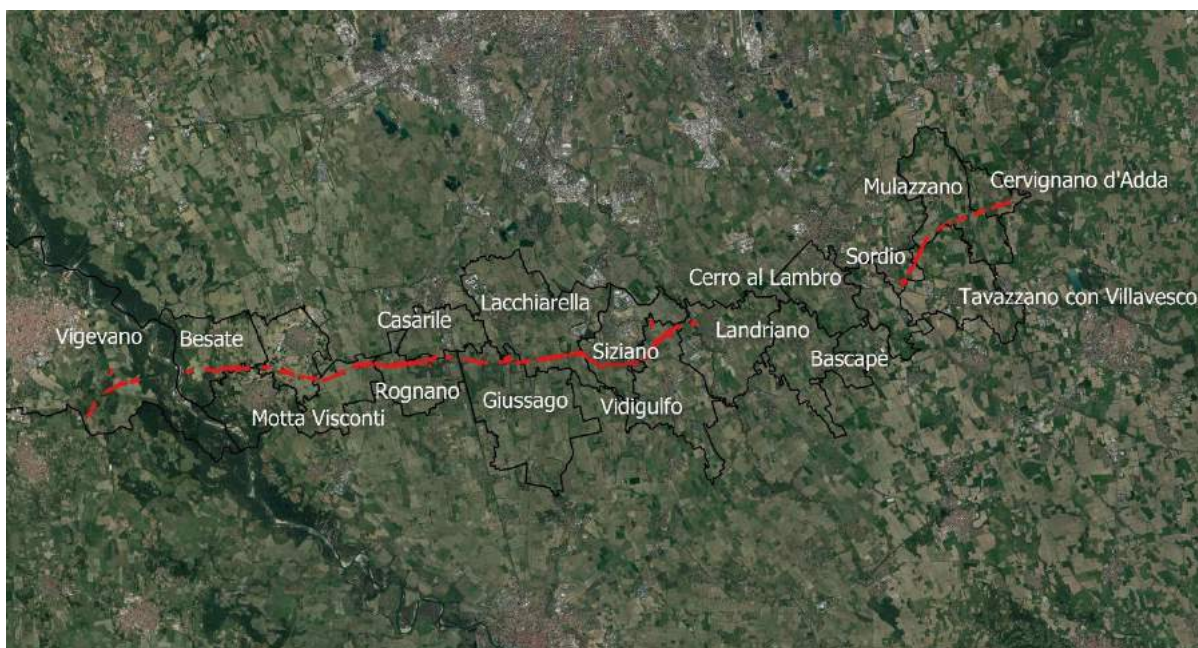 Mulazzano
Cervignano d'Adda
Sordio
Cerro al Lambro
Tavazzano con Villavesco
Lacchiarella
Casarile
Vigevano
Besate
Landriano
Siziano
Bascapè
Rognano
Giussago
Vidigulfo
Motta Visconti